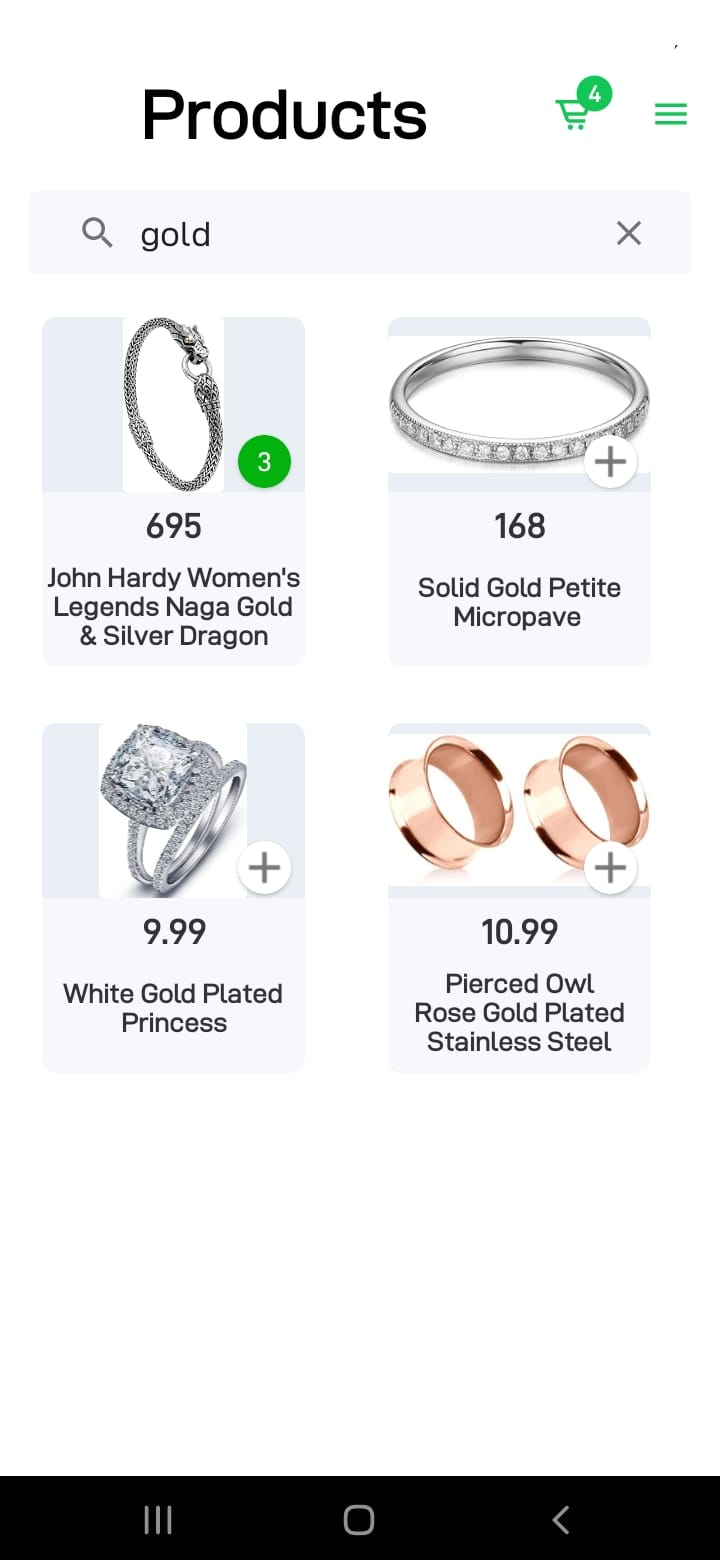 Products
4
gold
3
695
168
John Hardy Women's
Legends Naga Gold
& Silver Dragon
Solid Gold Petite
Micropave
9.99
10.99
White Gold Plated
Princess
Pierced Owl
Rose Gold Plated
Stainless Steel